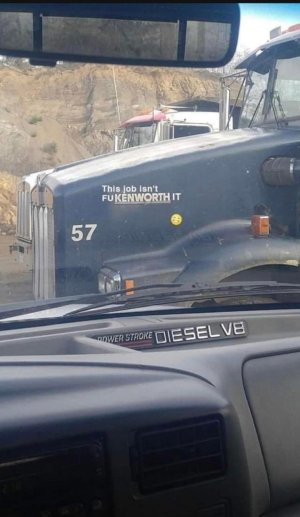 This job isn't
FUKENWORTH IT
57
POWER STROKE DIESEL V8